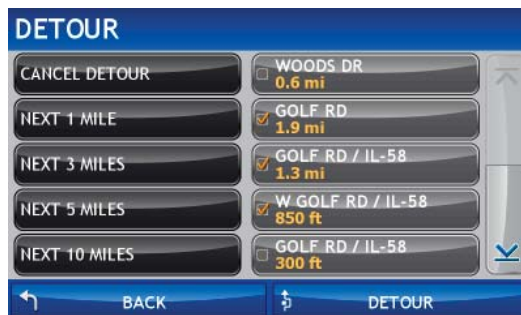 DETOUR
CANCEL DETOUR
WOODS DR
0.6 mi
NEXT 1 MILE
GOLF RD
1.9 mi
NEXT 3 MILES
GOLF RD / IL-58
1.3 mi
NEXT 5 MILES
W GOLF RD / IL-58
850 ft
NEXT 10 MILES
GOLF RD / IL-58
300 ft
BACK
DETOUR